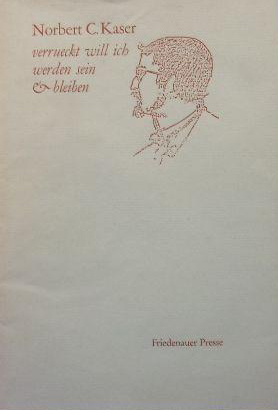 Norbert C. Kaser
verrueckt will ich
werden sein
& bleiben
Friedenauer Presse